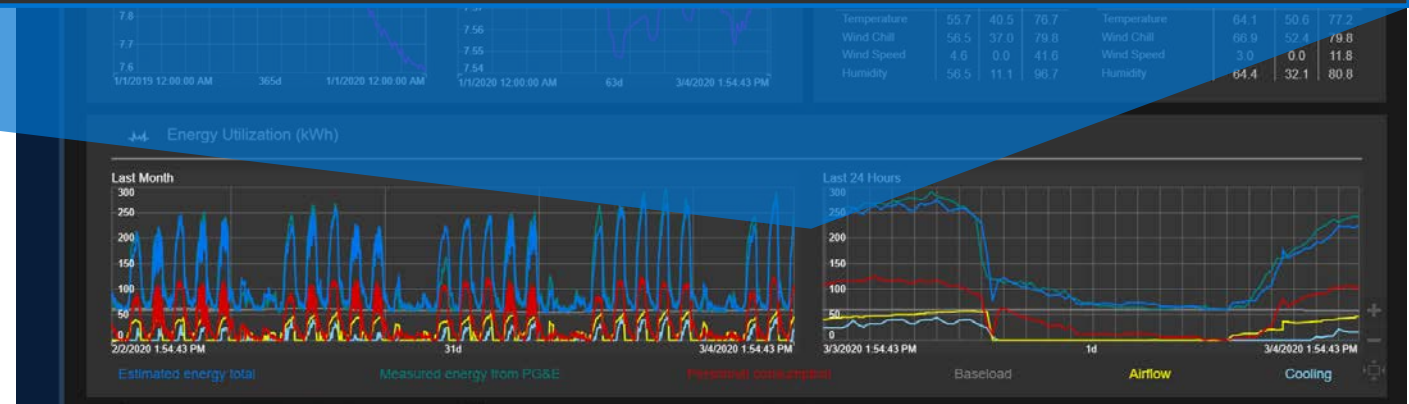 7.8
7.7
7.6
1/1/2019 12:00:00 AM 365d 1/1/2020 12:00:00 AM
7.56
7.55
7.54
1/1/2020 12:00:00 AM 63d 3/4/2020 1:54:43 PM
Temperature 55.7 40.5 76.7
Wind Chill 56.5 37.0 79.8
Wind Speed 4.6 0.0 41.6
Humidity 56.5 11.1 96.7
Temperature 64.1 50.6 77.2
Wind Chill 66.9 52.4 79.8
Wind Speed 3.0 0.0 11.8
Humidity 64.4 32.1 80.8
Energy Utilization (kWh)
Last Month
300
250
200
150
100
50
0
2/2/2020 1:54:43 PM 31d 3/4/2020 1:54:43 PM
Last 24 Hours
300
250
200
150
100
50
0
3/3/2020 1:54:43 PM 1d 3/4/2020 1:54:43 PM
Estimated energy total Measured energy from PG&E Personnel consumption Baseload Airflow Cooling